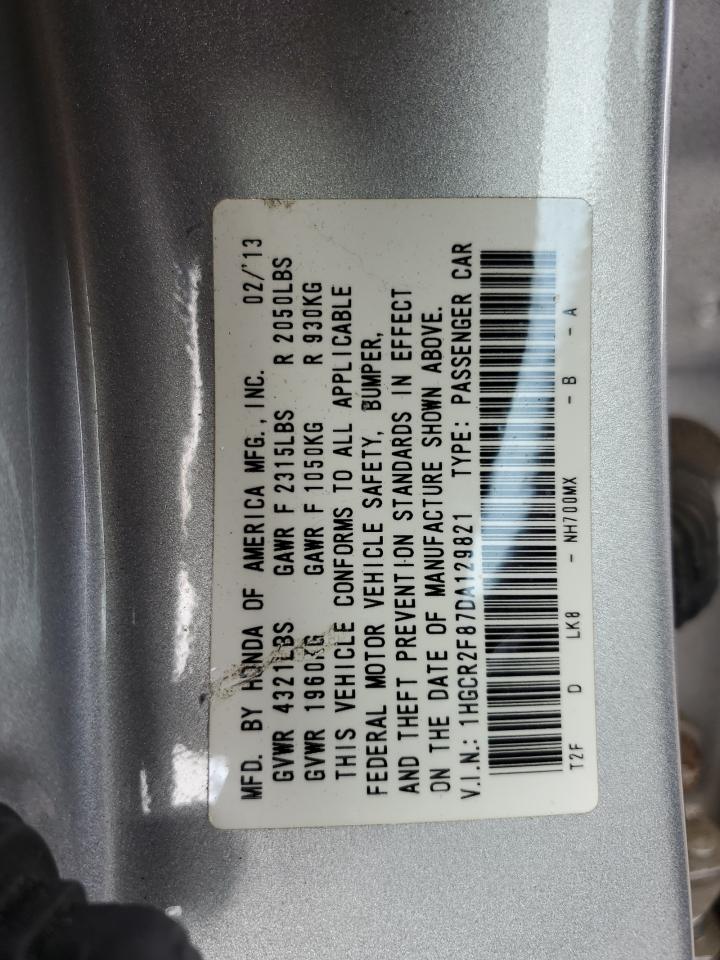 MFD. BY HONDA OF AMERICA MFG., INC. 02/'13
GVWR 4321LBS GAWR F 2315LBS R 2050LBS
GVWR 1960KG GAWR F 1050KG R 930KG
THIS VEHICLE CONFORMS TO ALL APPLICABLE
FEDERAL MOTOR VEHICLE SAFETY, BUMPER,
AND THEFT PREVENTION STANDARDS IN EFFECT
ON THE DATE OF MANUFACTURE SHOWN ABOVE.
V.I.N.: 1HGCR2F87DA129821 TYPE: PASSENGER CAR
T2F D LK8 - NH700MX - B - A